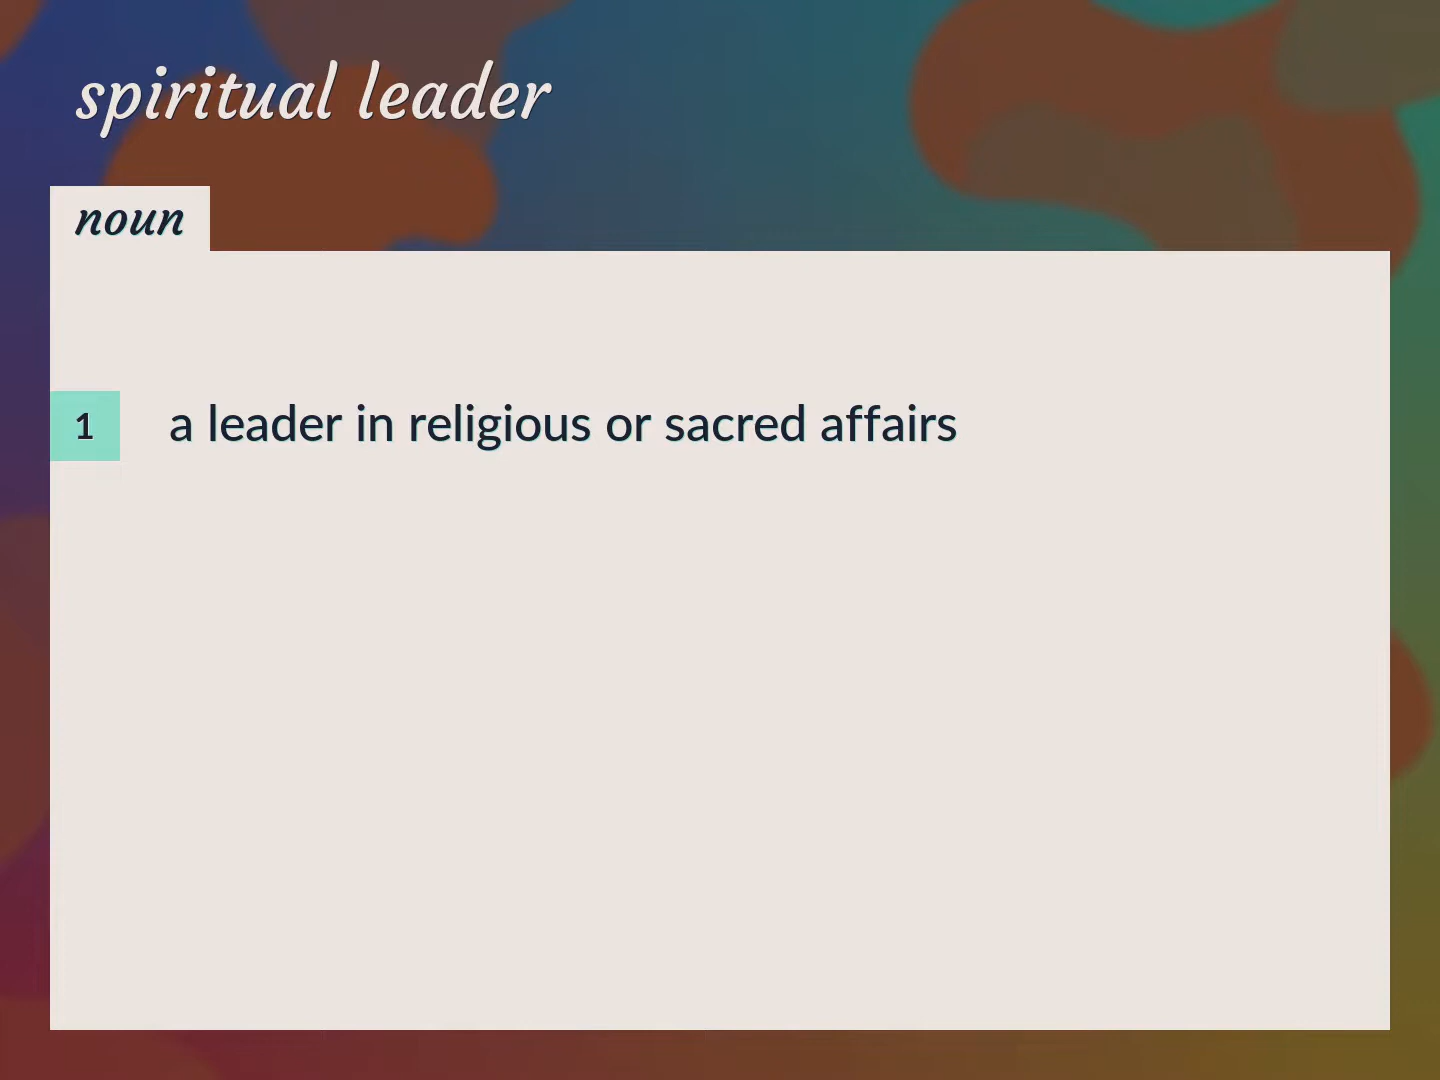 spiritual leader
noun
1 a leader in religious or sacred affairs